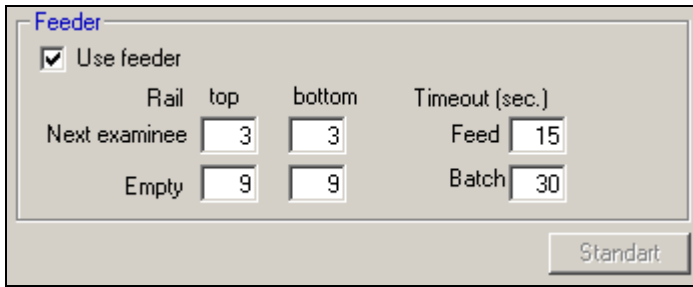 Feeder
Use feeder
Rail top bottom Timeout (sec.)
Next examinee 3 3 Feed 15
Empty 9 9 Batch 30
Standart